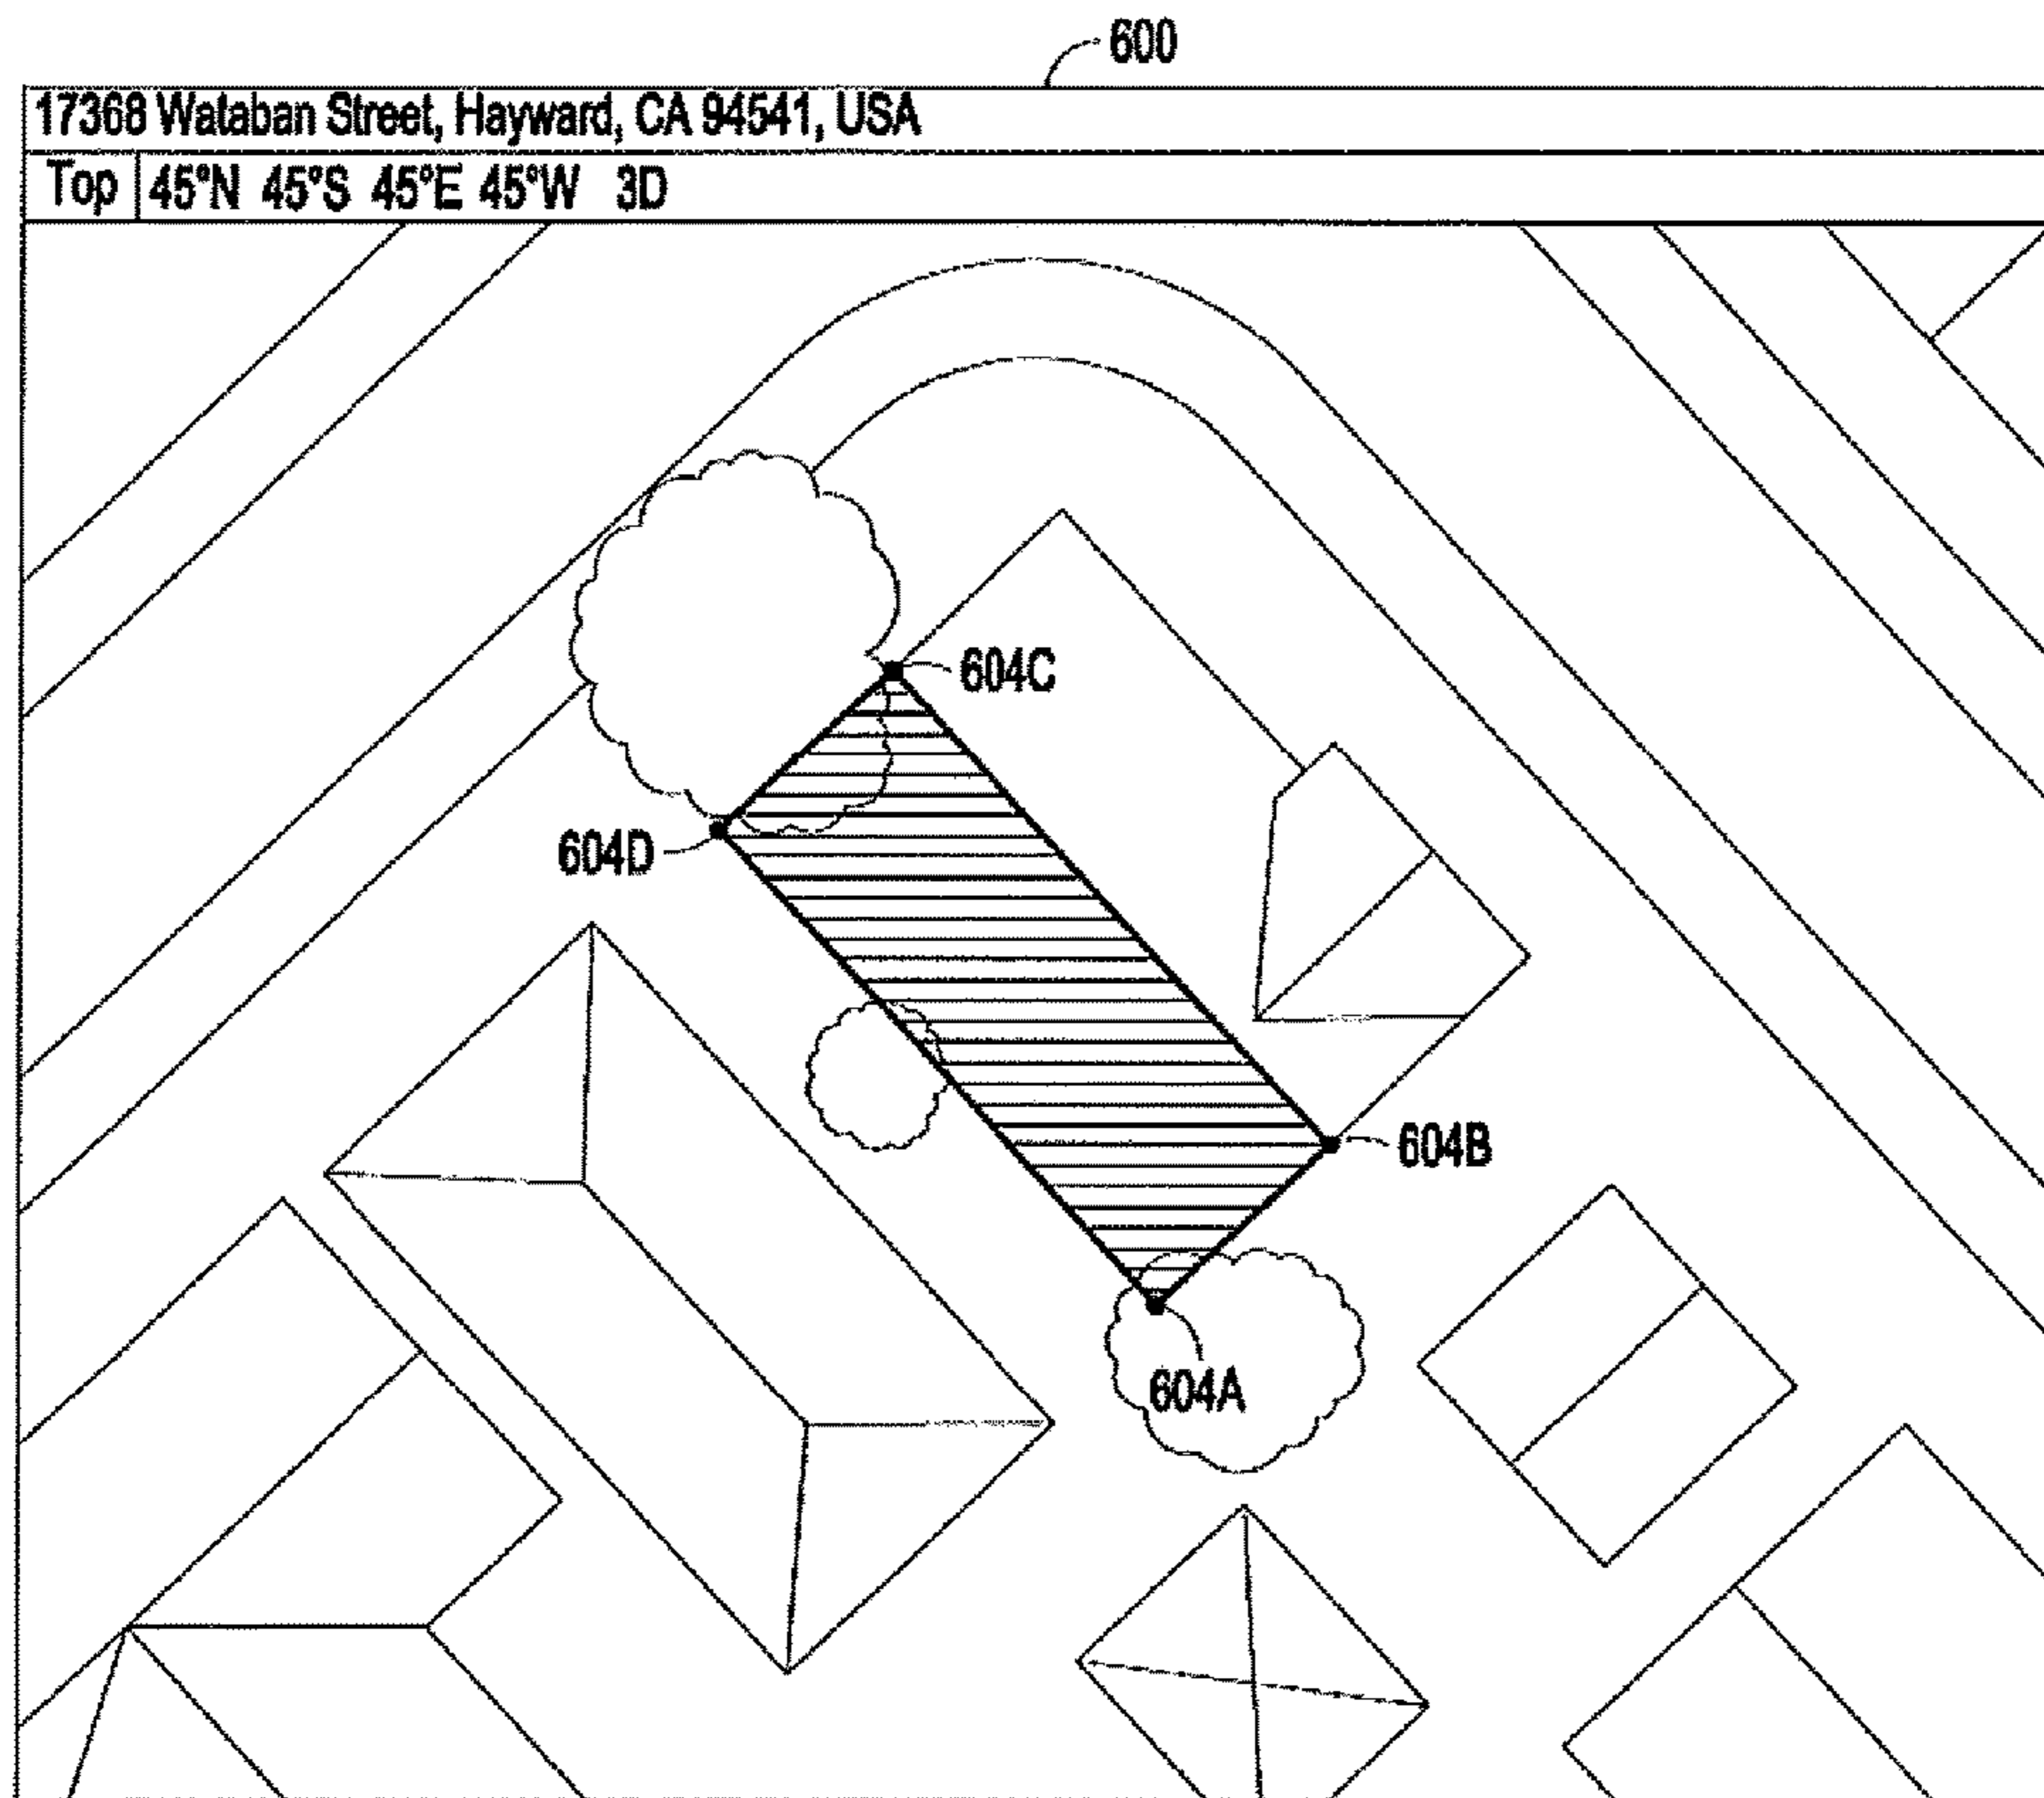 600
17368 Wataban Street, Hayward, CA 94541, USA
Top 45°N 45°S 45°E 45°W 3D
604C
604D
604B
604A